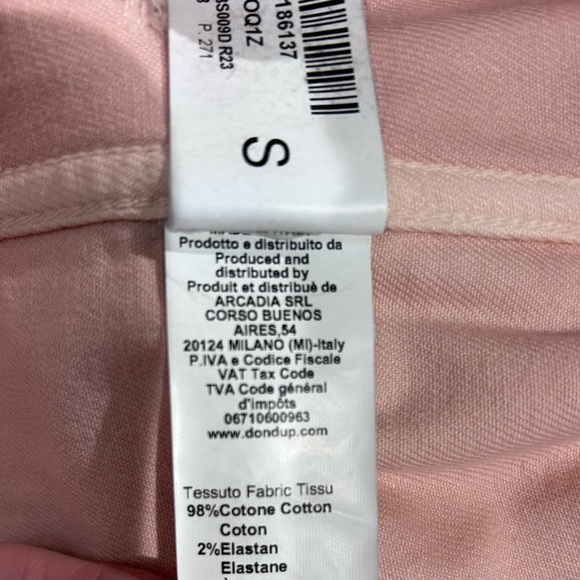 186137
OQ1Z
BS009D R23
P. 271
S
Prodotto e distribuito da
Produced and
distributed by
Produit et distribuè de
ARCADIA SRL
CORSO BUENOS
AIRES,54
20124 MILANO (MI)-Italy
P.IVA e Codice Fiscale
VAT Tax Code
TVA Code général
d'impôts
06710600963
www.dondup.com
Tessuto Fabric Tissu
98%Cotone Cotton
Coton
2%Elastan
Elastane